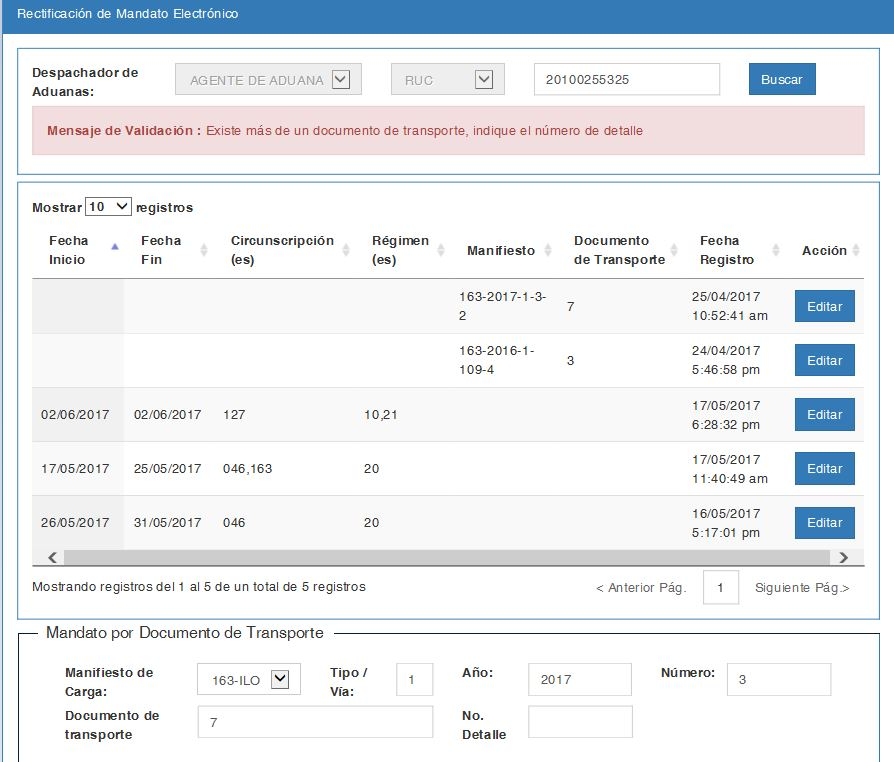 Rectificación de Mandato Electrónico
Despachador de Aduanas: AGENTE DE ADUANA RUC 20100255325 Buscar
Mensaje de Validación : Existe más de un documento de transporte, indique el número de detalle
Mostrar 10 registros
Fecha Inicio Fecha Fin Circunscripción (es) Régimen (es) Manifiesto Documento de Transporte Fecha Registro Acción
163-2017-1-3-2 7 25/04/2017 10:52:41 am Editar
163-2016-1-109-4 3 24/04/2017 5:46:58 pm Editar
02/06/2017 02/06/2017 127 10,21 17/05/2017 6:28:32 pm Editar
17/05/2017 25/05/2017 046,163 20 17/05/2017 11:40:49 am Editar
26/05/2017 31/05/2017 046 20 16/05/2017 5:17:01 pm Editar
Mostrando registros del 1 al 5 de un total de 5 registros < Anterior Pág. 1 Siguiente Pág.>
Mandato por Documento de Transporte
Manifiesto de Carga: 163-ILO Tipo / Vía: 1 Año: 2017 Número: 3
Documento de transporte 7 No. Detalle